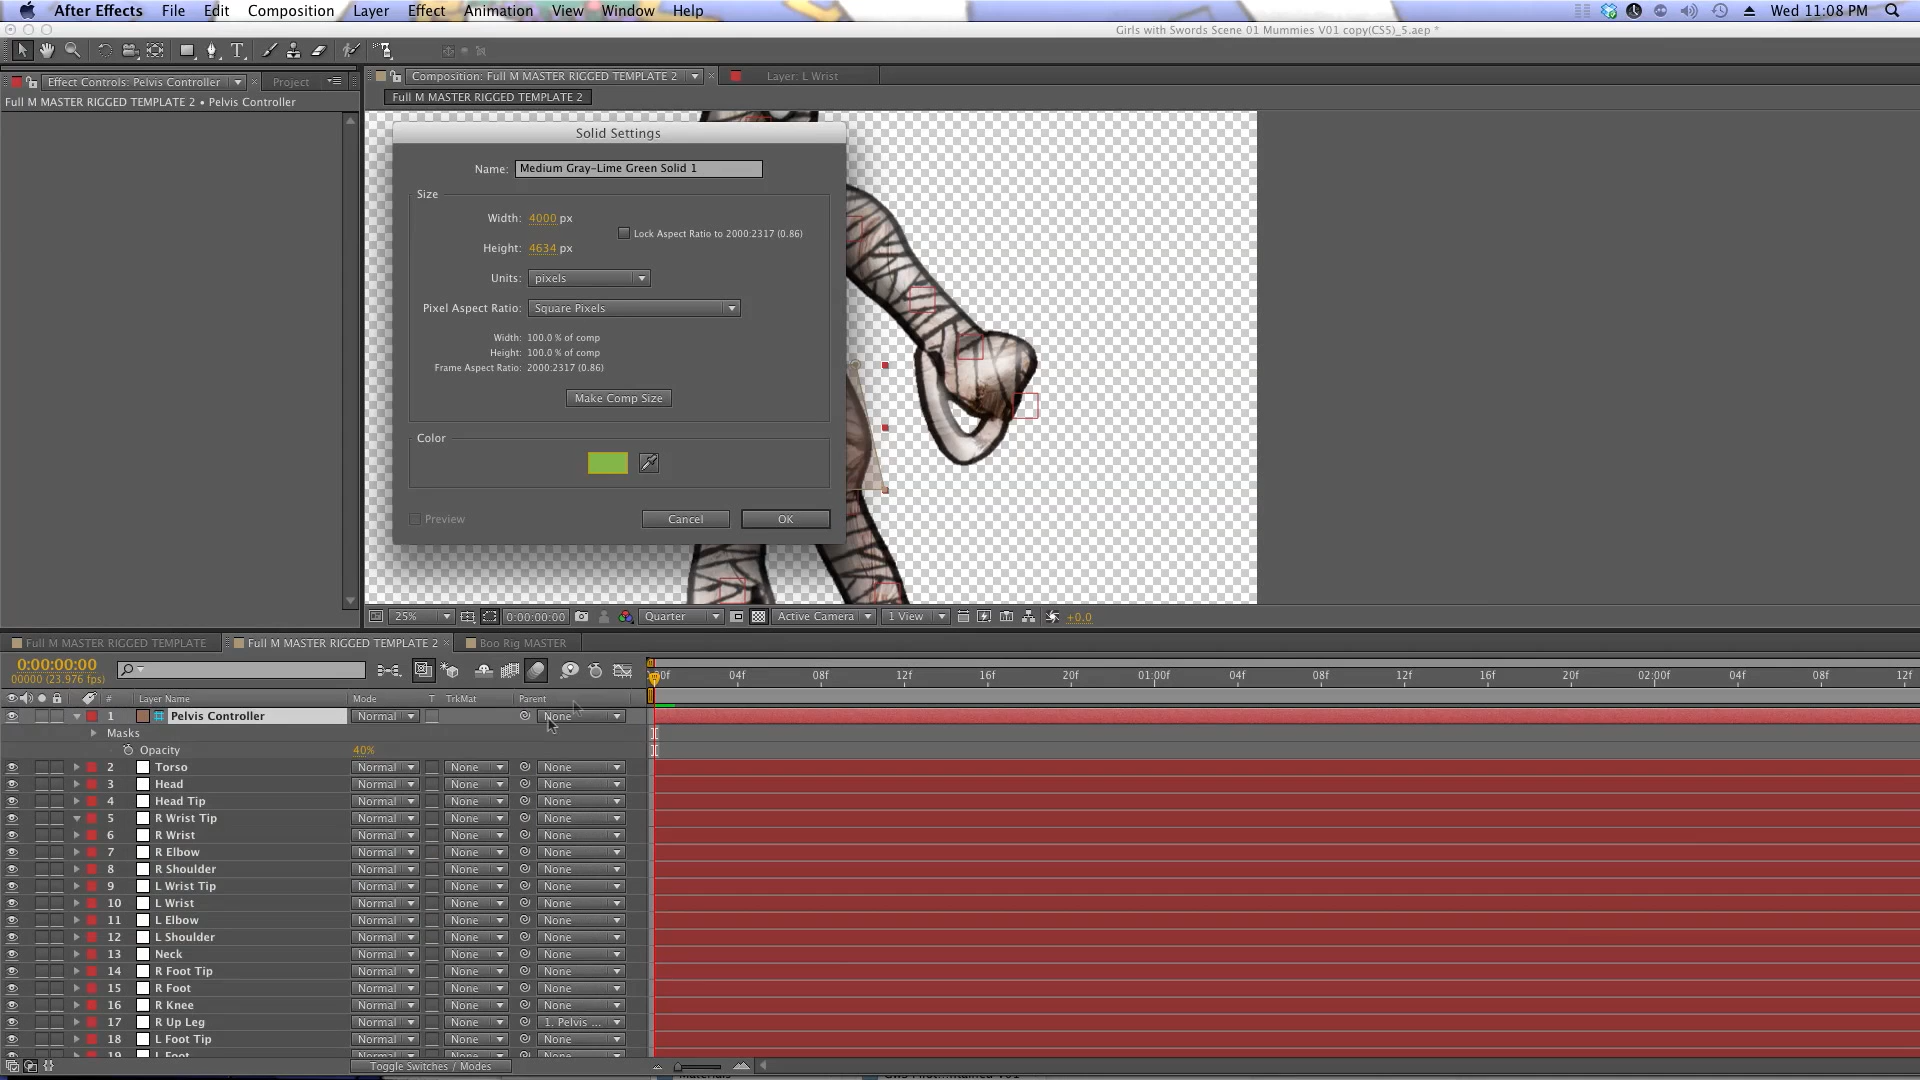 After Effects File Edit Composition Layer Effect Animation View Window Help Wed 11:08 PM
Girls with Swords Scene 01 Mummies V01 copy(CS5)_5.aep *
Effect Controls: Pelvis Controller Project
Composition: Full M MASTER RIGGED TEMPLATE 2 Layer: L Wrist
Full M MASTER RIGGED TEMPLATE 2 • Pelvis Controller
Full M MASTER RIGGED TEMPLATE 2
Solid Settings
Name: Medium Gray-Lime Green Solid 1
Size
Width: 4000 px
Lock Aspect Ratio to 2000:2317 (0.86)
Height: 4634 px
Units: pixels
Pixel Aspect Ratio: Square Pixels
Width: 100.0 % of comp
Height: 100.0 % of comp
Frame Aspect Ratio: 2000:2317 (0.86)
Make Comp Size
Color
Preview Cancel OK
25% 0:00:00:00 Quarter Active Camera 1 View +0.0
Full M MASTER RIGGED TEMPLATE Full M MASTER RIGGED TEMPLATE 2 Boo Rig MASTER
0:00:00:00
00000 (23.976 fps)
00f 04f 08f 12f 16f 20f 01:00f 04f 08f 12f 16f 20f 02:00f 04f 08f 12f
# Layer Name Mode T TrkMat Parent
1 Pelvis Controller Normal None
Masks
Opacity 40%
2 Torso Normal None None
3 Head Normal None None
4 Head Tip Normal None None
5 R Wrist Tip Normal None None
6 R Wrist Normal None None
7 R Elbow Normal None None
8 R Shoulder Normal None None
9 L Wrist Tip Normal None None
10 L Wrist Normal None None
11 L Elbow Normal None None
12 L Shoulder Normal None None
13 Neck Normal None None
14 R Foot Tip Normal None None
15 R Foot Normal None None
16 R Knee Normal None None
17 R Up Leg Normal None 1. Pelvis ...
18 L Foot Tip Normal None None
19 L Foot Normal None None
Toggle Switches / Modes